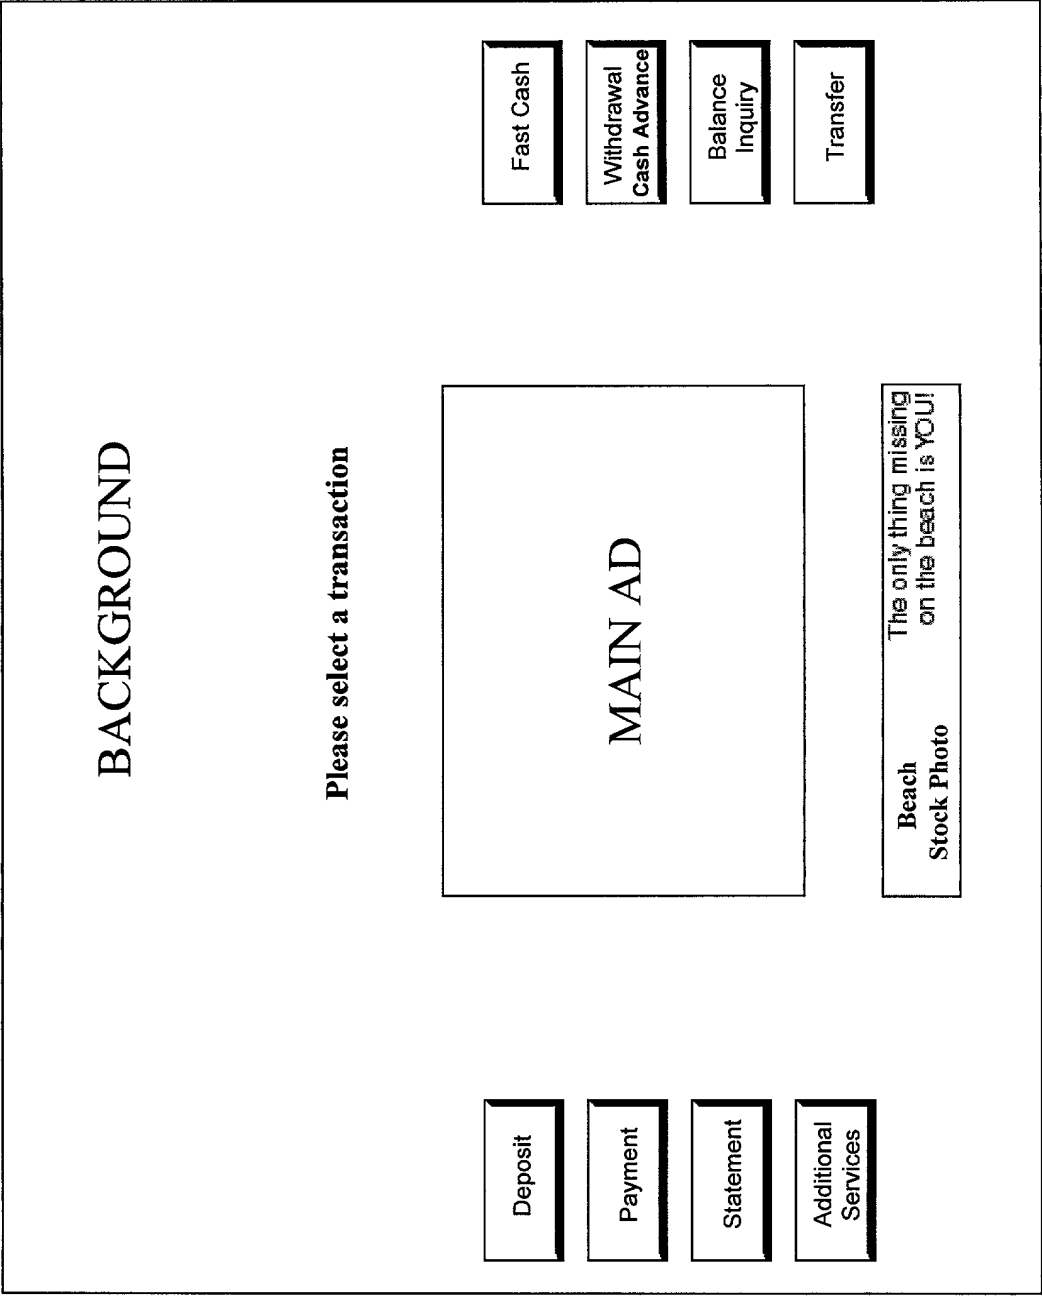 BACKGROUND
Please select a transaction
Deposit
Payment
Statement
Additional
Services
MAIN AD
Fast Cash
Withdrawal
Cash Advance
Balance
Inquiry
Transfer
Beach
Stock Photo
The only thing missing
on the beach is YOU!